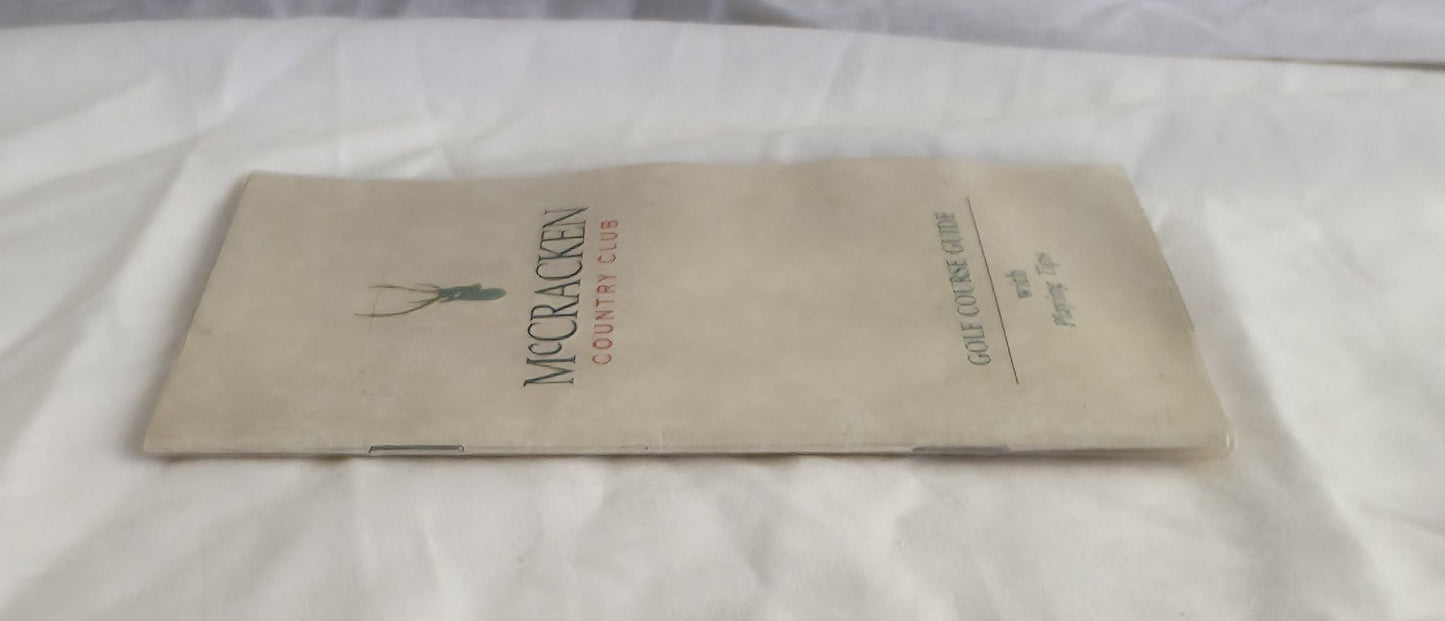 McCRACKEN
COUNTRY CLUB
GOLF COURSE GUIDE
with
Playing Tips